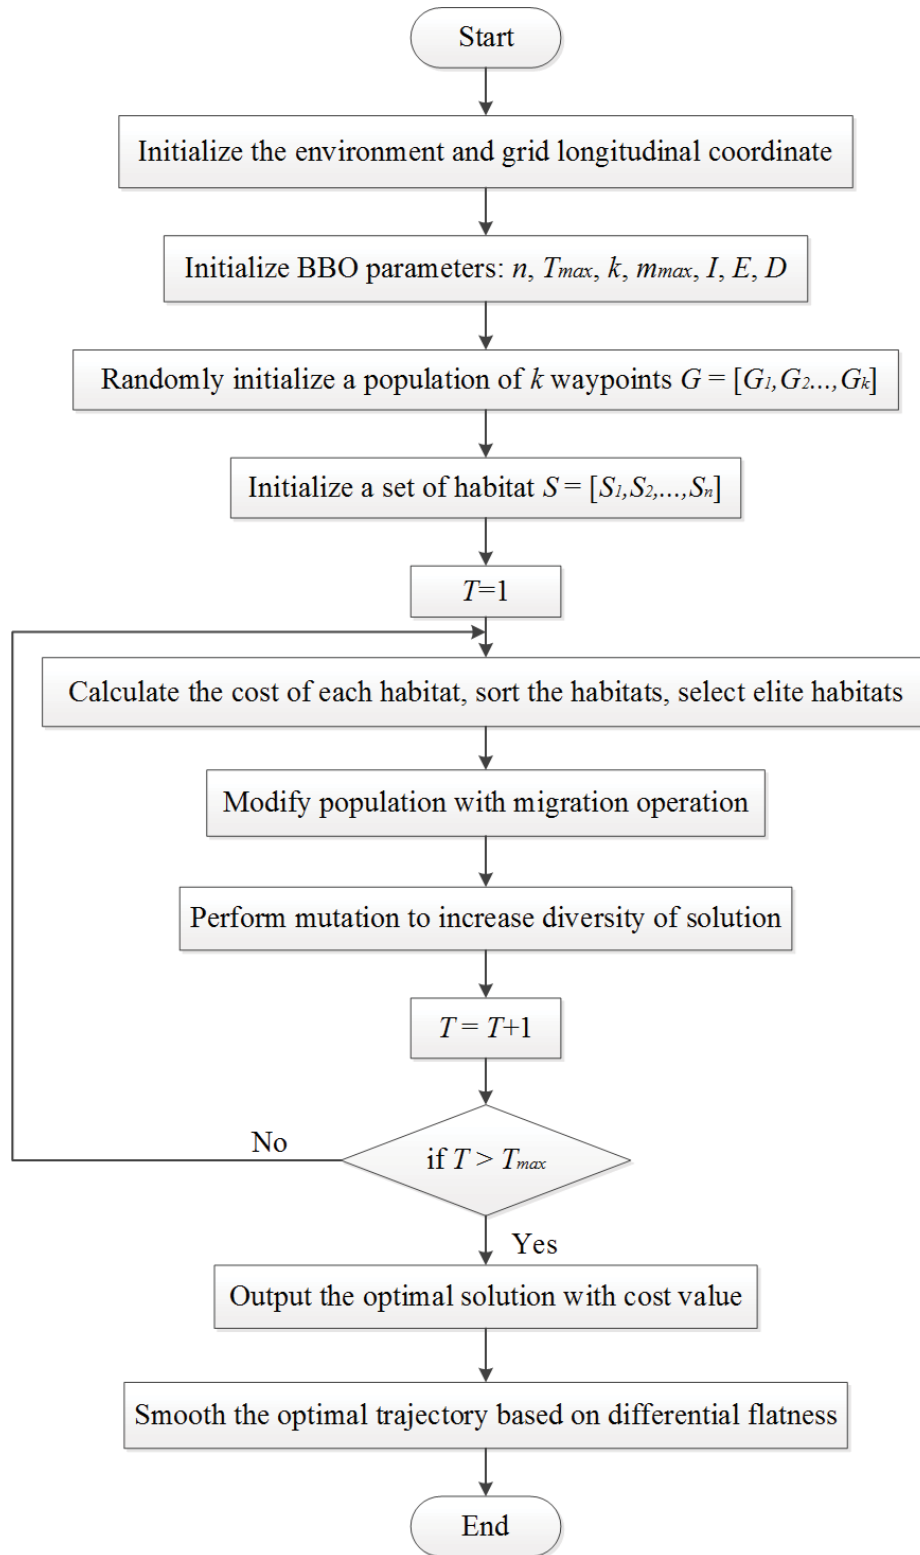 Start
Initialize the environment and grid longitudinal coordinate
Initialize BBO parameters: n, Tmax, k, mmax, I, E, D
Randomly initialize a population of k waypoints G = [G1,G2...,Gk]
Initialize a set of habitat S = [S1,S2,...,Sn]
T=1
Calculate the cost of each habitat, sort the habitats, select elite habitats
Modify population with migration operation
Perform mutation to increase diversity of solution
T = T+1
if T > Tmax
No
Yes
Output the optimal solution with cost value
Smooth the optimal trajectory based on differential flatness
End